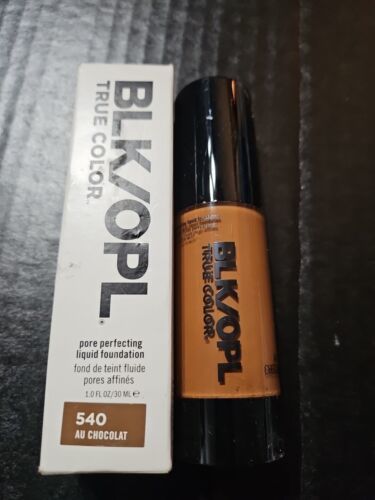 BLK/OPL®
TRUE COLOR®
pore perfecting
liquid foundation
fond de teint fluide
pores affinés
1.0 FL OZ/30 ML ℮
540
AU CHOCOLAT
BLK/OPL
TRUE COLOR